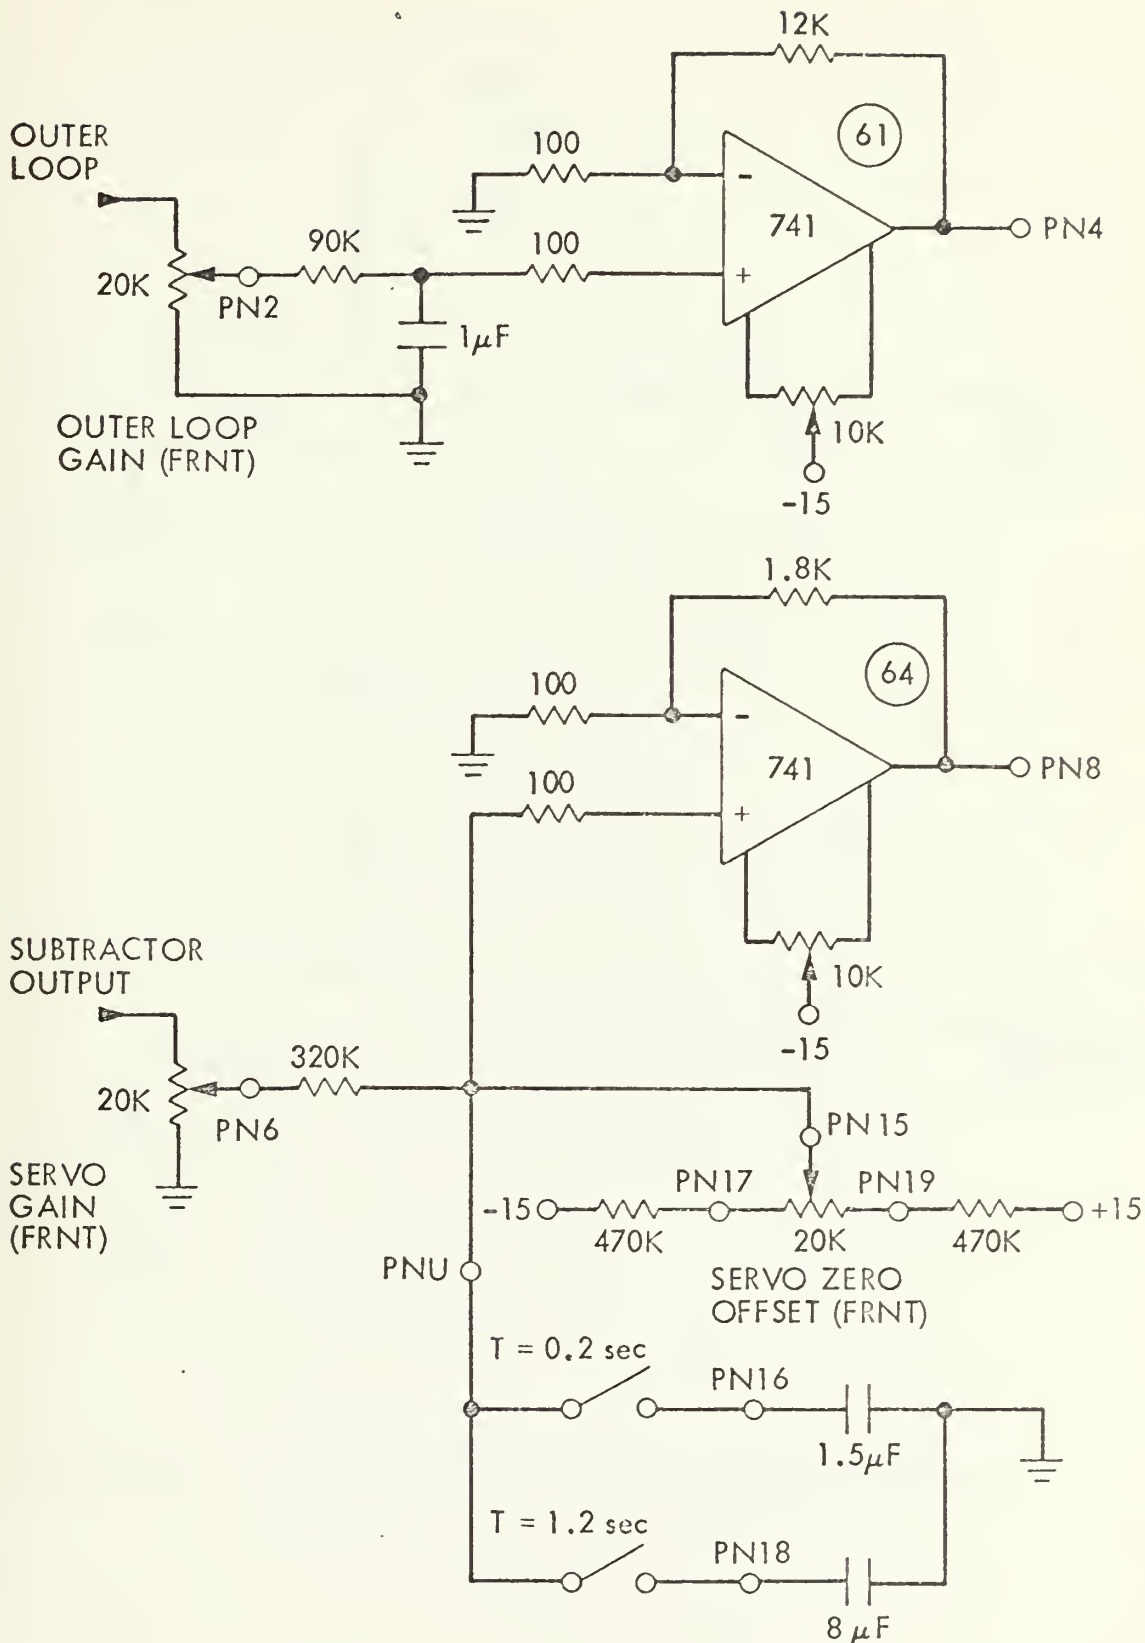 12K
OUTER
LOOP
61
100
-
741
PN4
90K
100
20K
PN2
+
1μF
OUTER LOOP
GAIN (FRNT)
10K
-15
1.8K
64
100
-
741
PN8
100
+
SUBTRACTOR
OUTPUT
10K
-15
320K
20K
PN6
PN15
SERVO
GAIN
(FRNT)
PN17
PN19
-15
+15
470K
20K
470K
PNU
SERVO ZERO
OFFSET (FRNT)
T = 0.2 sec
PN16
1.5μF
T = 1.2 sec
PN18
8 μF